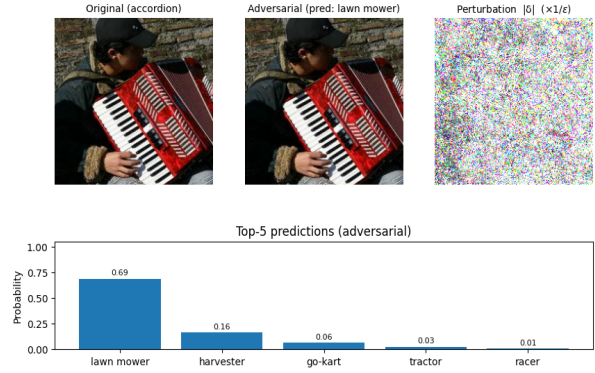 Original (accordion)
Adversarial (pred: lawn mower)
Perturbation |δ| (×1/ε)
Top-5 predictions (adversarial)
Probability
1.00
0.75
0.50
0.25
0.00
0.69
0.16
0.06
0.03
0.01
lawn mower
harvester
go-kart
tractor
racer